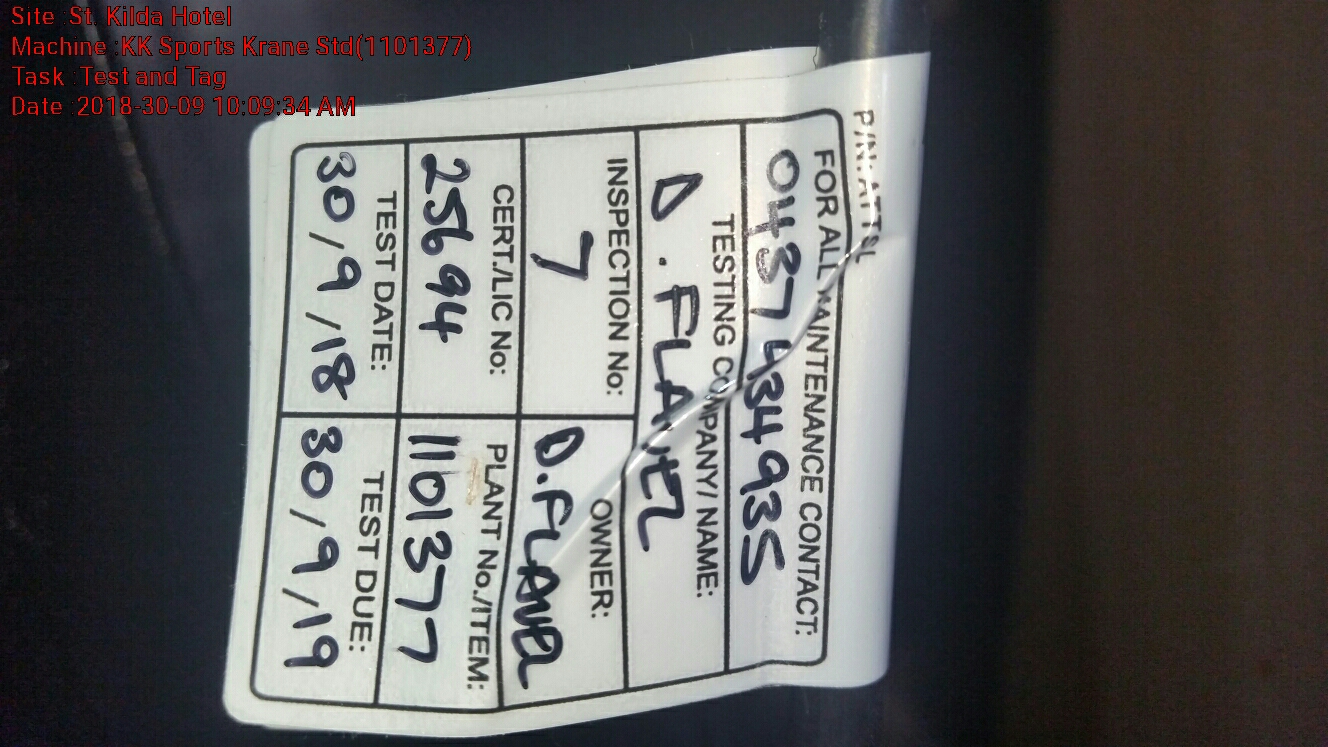 Site :St. Kilda Hotel
Machine :KK Sports Krane Std(1101377)
Task :Test and Tag
Date :2018-30-09 10:09:34 AM
P/N: ATTSL
FOR ALL MAINTENANCE CONTACT:
0437 434 935
TESTING COMPANY/ NAME:
D. FLAVEL
INSPECTION No:
7
OWNER:
D. FLAVEL
CERT./LIC No:
25694
PLANT No./ITEM:
1101377
TEST DATE:
30/9/18
TEST DUE:
30/9/19